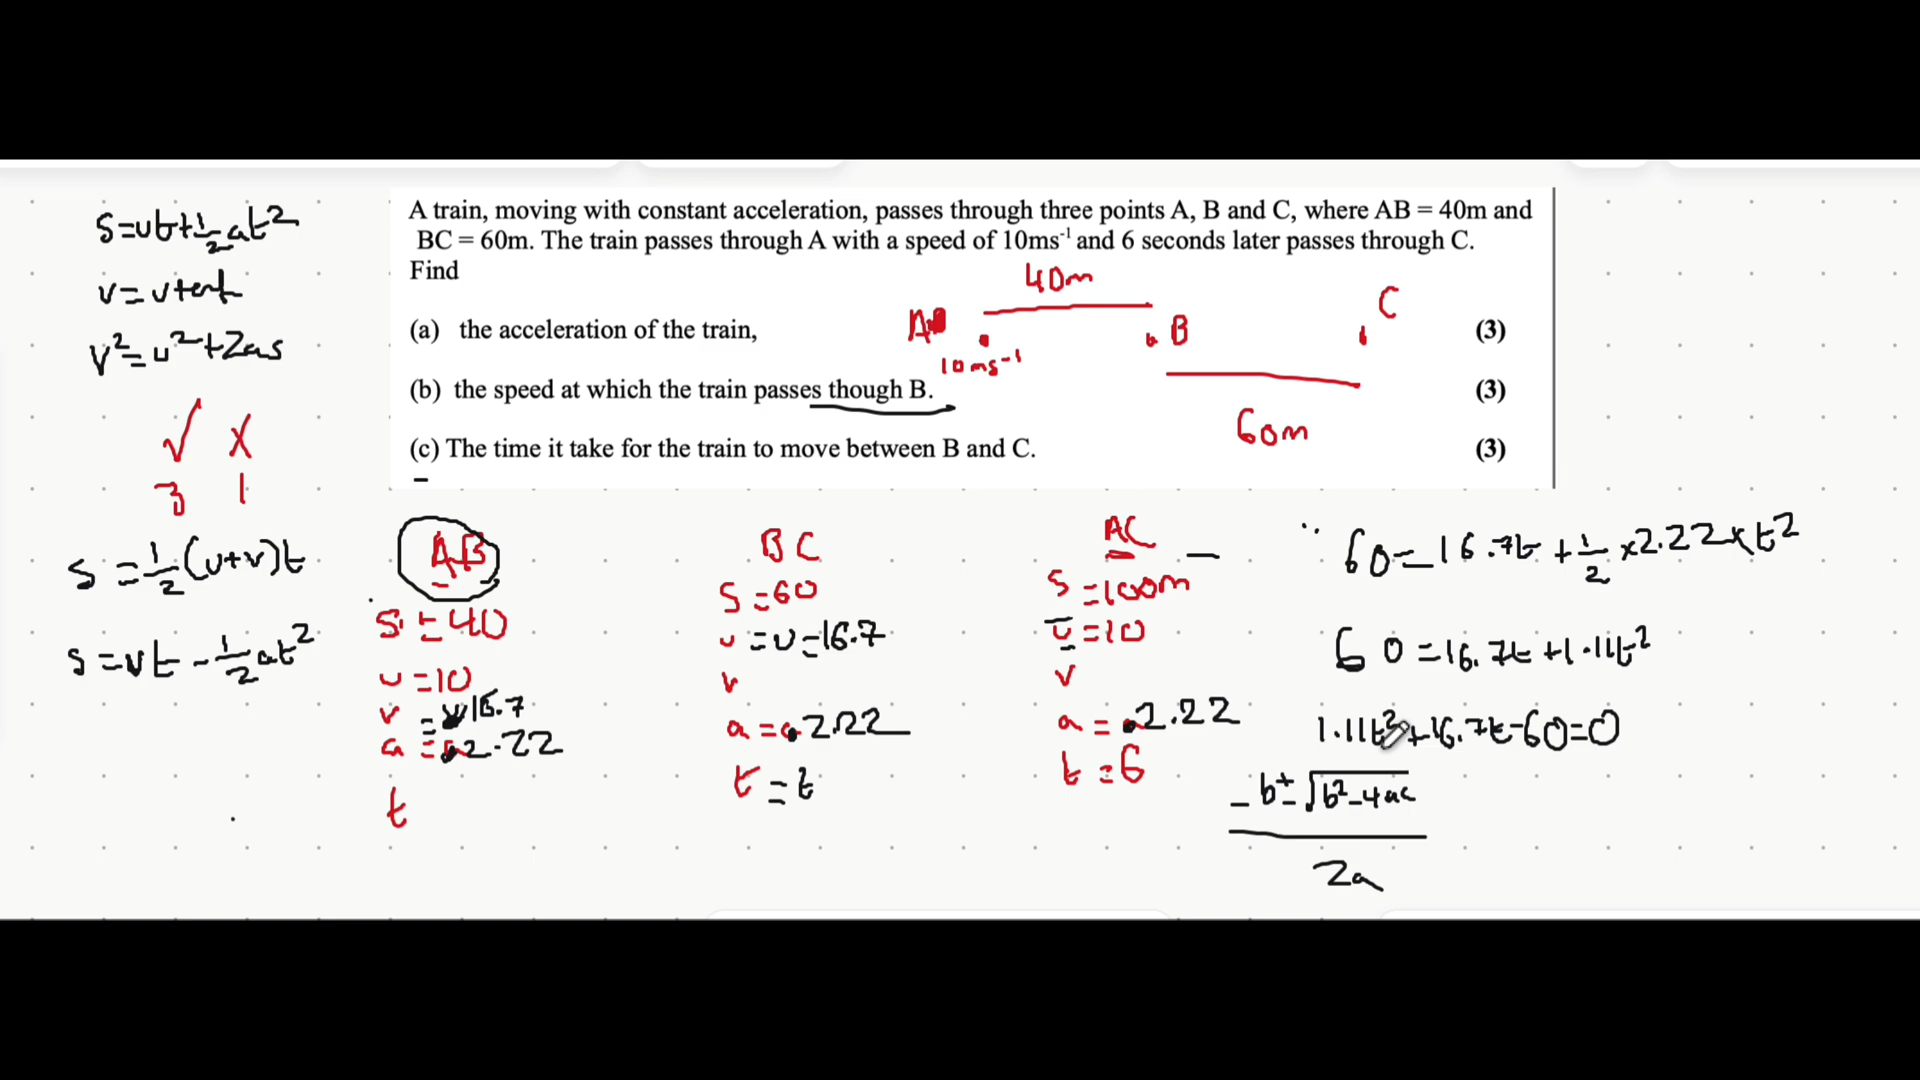 s=ut+½at²
v=u+at
v²=u²+2as
✓ X
3 1
s=½(u+v)t
s=vt-½at²
A train, moving with constant acceleration, passes through three points A, B and C, where AB = 40m and
BC = 60m. The train passes through A with a speed of 10ms⁻¹ and 6 seconds later passes through C.
Find
(a) the acceleration of the train, (3)
(b) the speed at which the train passes though B. (3)
(c) The time it take for the train to move between B and C. (3)
40m
A B C
10ms⁻¹
60m
AB
s=40
u=10
v=16.7
a=2.22
t
BC
s=60
u=u=16.7
v
a=2.22
t=t
AC
s=100m
u=10
v
a=2.22
t=6
60=16.7t+½×2.22×t²
60=16.7t+1.11t²
1.11t²+16.7t-60=0
-b±√b²-4ac
2a